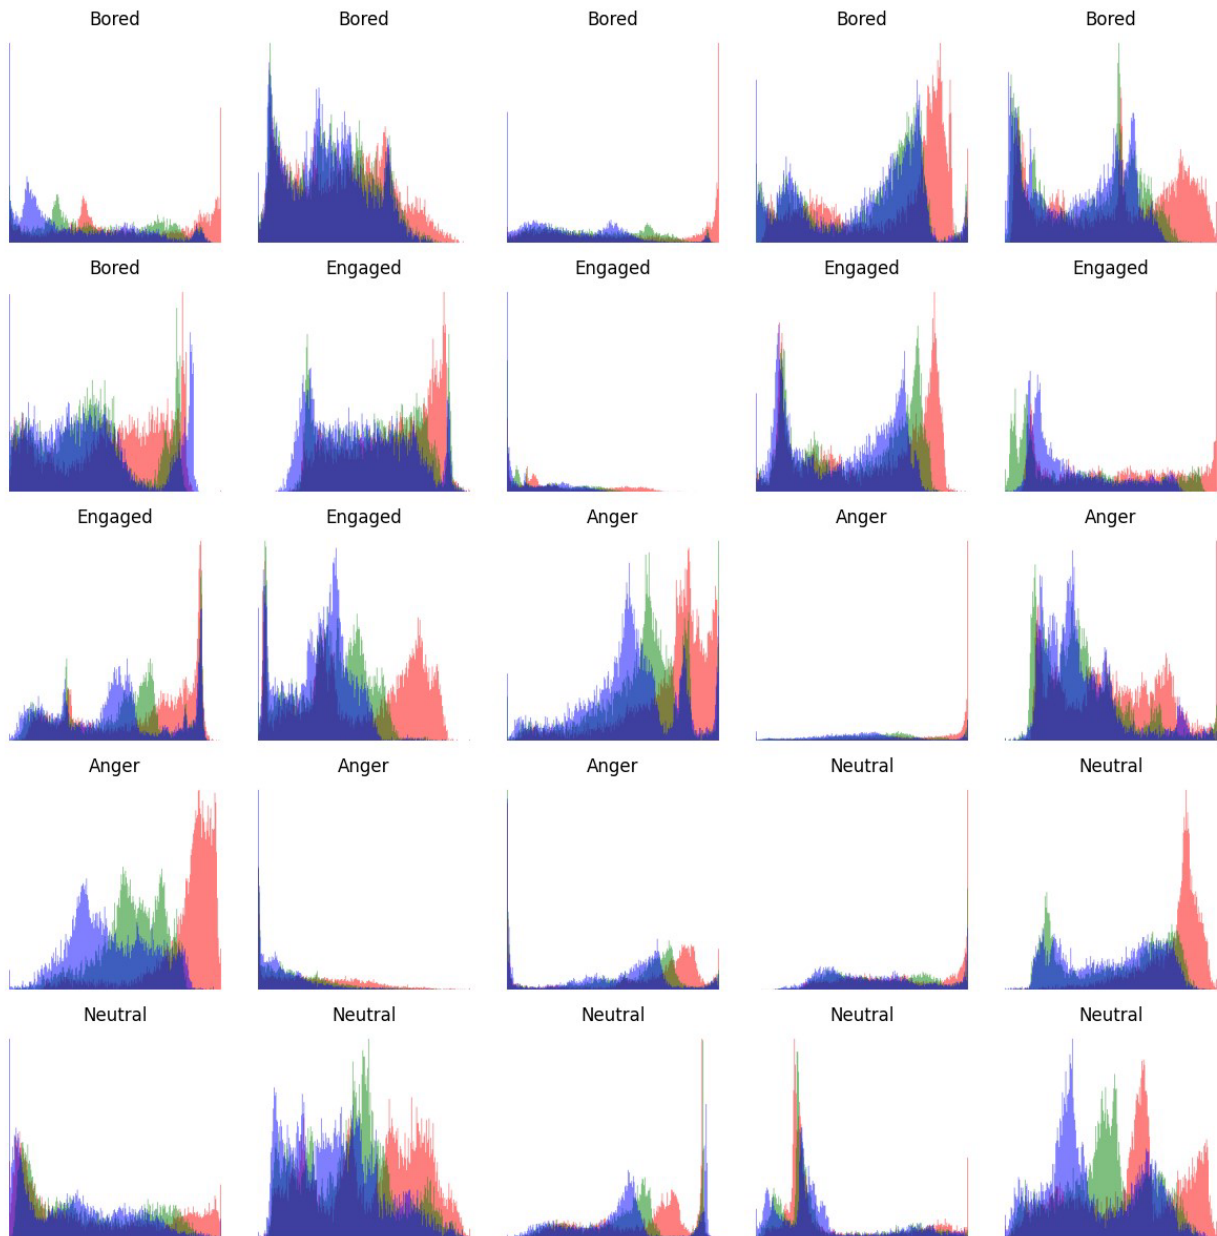 Bored Bored Bored Bored Bored
Bored Engaged Engaged Engaged Engaged
Engaged Engaged Anger Anger Anger
Anger Anger Anger Neutral Neutral
Neutral Neutral Neutral Neutral Neutral